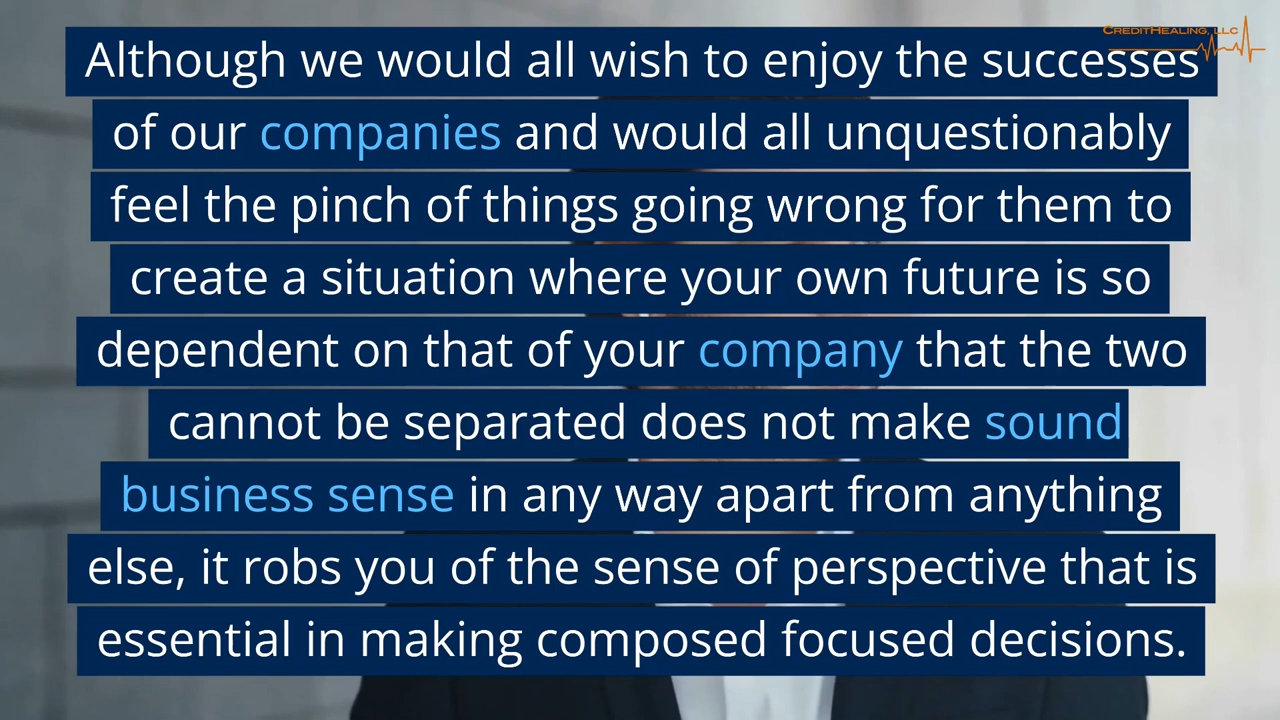 CREDITHEALING, LLC
Although we would all wish to enjoy the successes
of our companies and would all unquestionably
feel the pinch of things going wrong for them to
create a situation where your own future is so
dependent on that of your company that the two
cannot be separated does not make sound
business sense in any way apart from anything
else, it robs you of the sense of perspective that is
essential in making composed focused decisions.